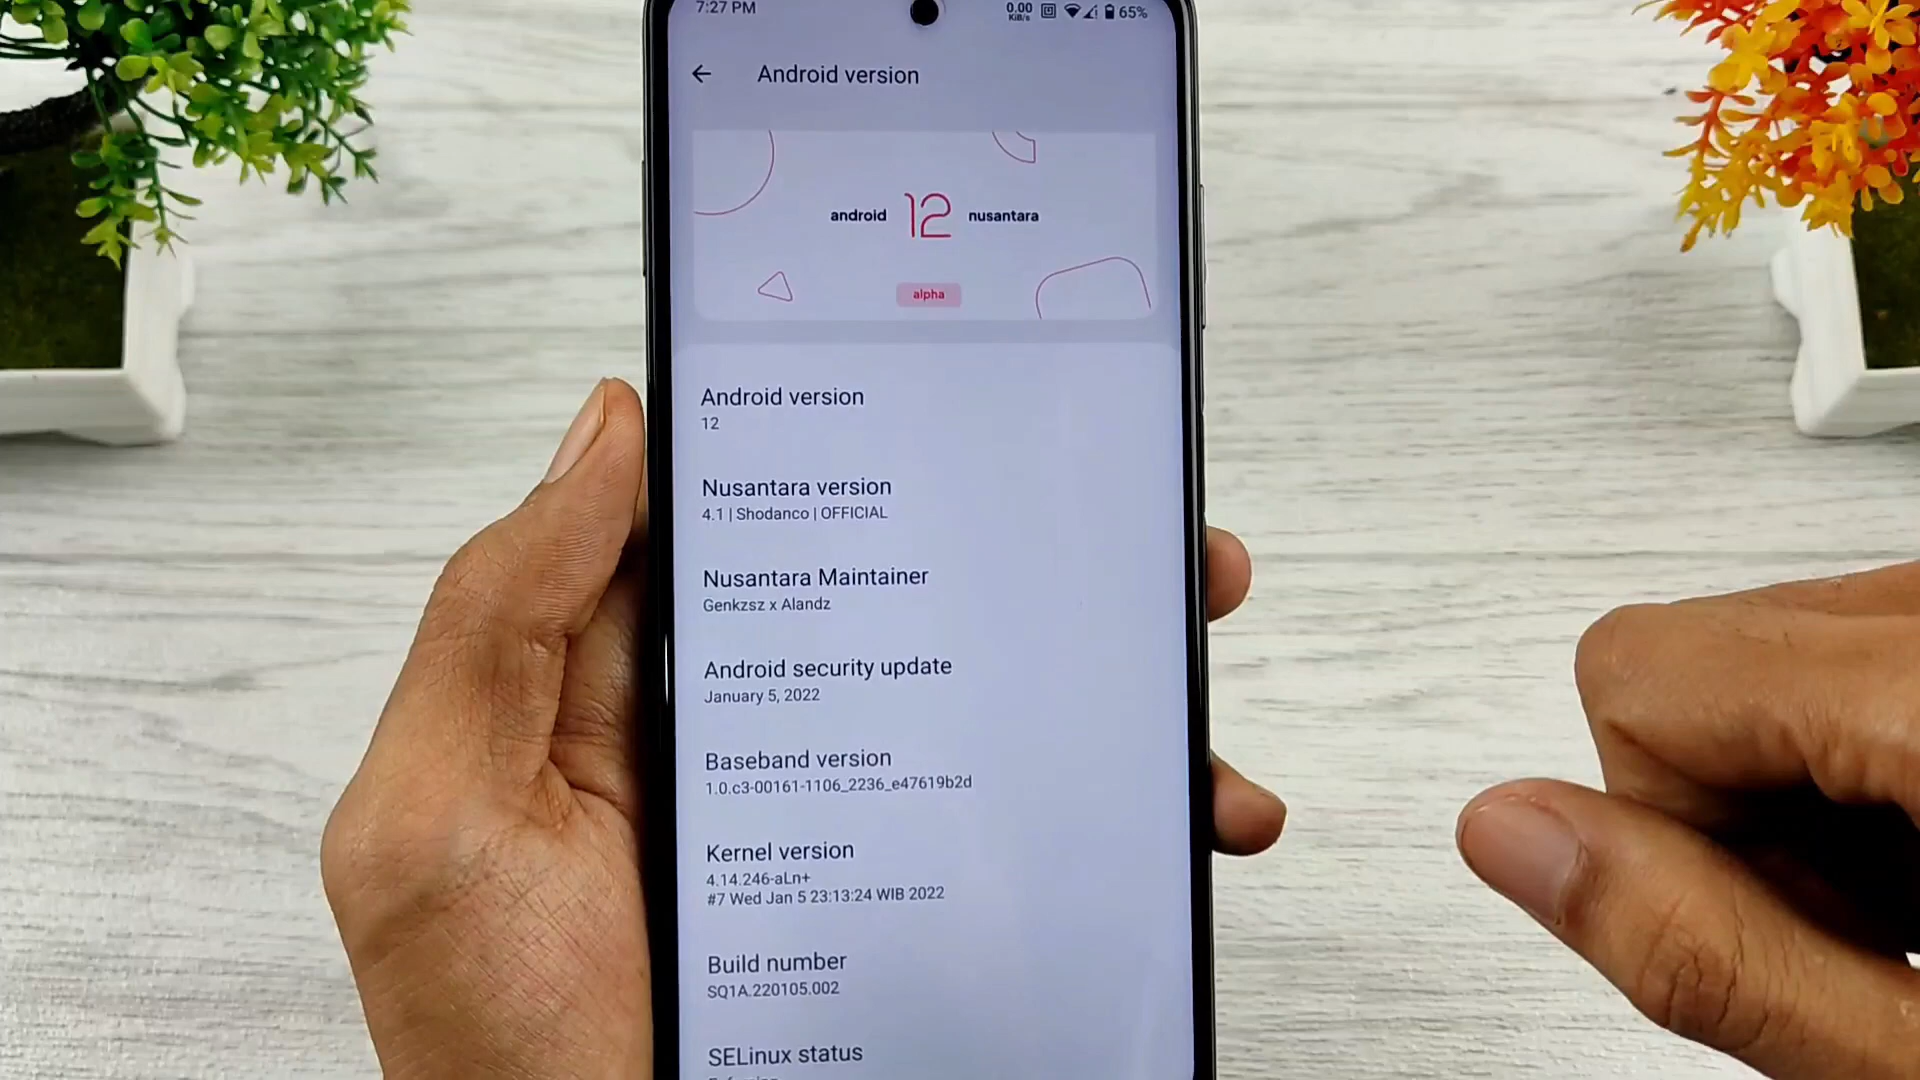 7:27 PM
0.00
KiB/s
65%
Android version
android 12 nusantara
alpha
Android version
12
Nusantara version
4.1 | Shodanco | OFFICIAL
Nusantara Maintainer
Genkzsz x Alandz
Android security update
January 5, 2022
Baseband version
1.0.c3-00161-1106_2236_e47619b2d
Kernel version
4.14.246-aLn+
#7 Wed Jan 5 23:13:24 WIB 2022
Build number
SQ1A.220105.002
SELinux status